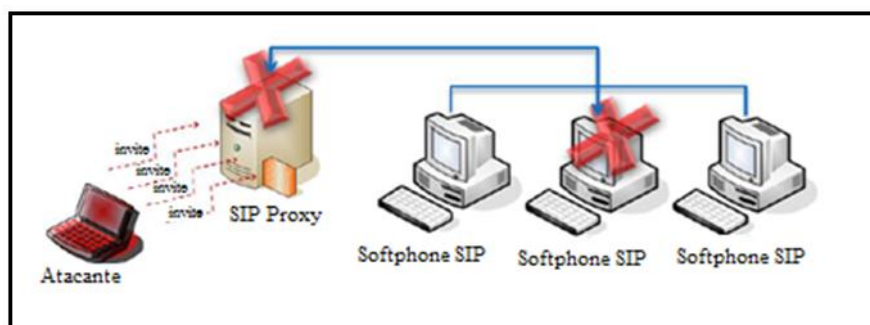 invite
invite
invite
invite
SIP Proxy
Atacante
Softphone SIP
Softphone SIP
Softphone SIP